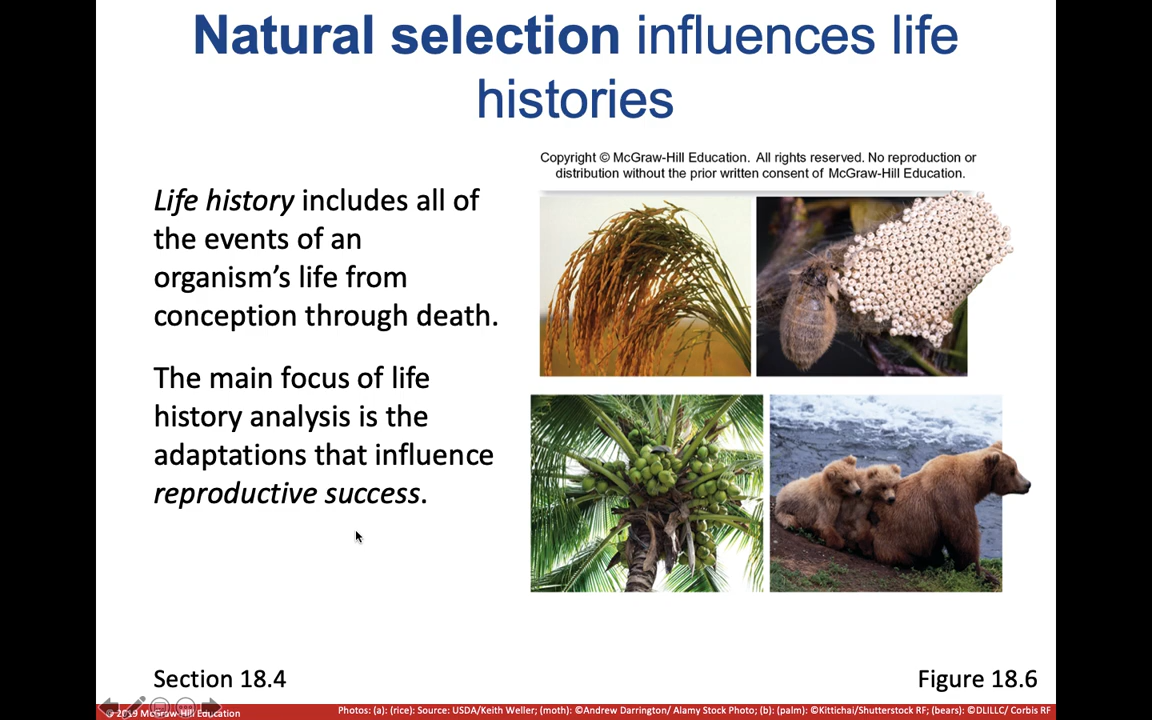 Natural selection influences life
histories
Copyright © McGraw-Hill Education. All rights reserved. No reproduction or
distribution without the prior written consent of McGraw-Hill Education.
Life history includes all of
the events of an
organism’s life from
conception through death.
The main focus of life
history analysis is the
adaptations that influence
reproductive success.
Section 18.4
Figure 18.6
© 2019 McGraw-Hill Education
Photos: (a): (rice): Source: USDA/Keith Weller; (moth): ©Andrew Darrington/ Alamy Stock Photo; (b): (palm): ©Kittichai/Shutterstock RF; (bears): ©DLILLC/ Corbis RF